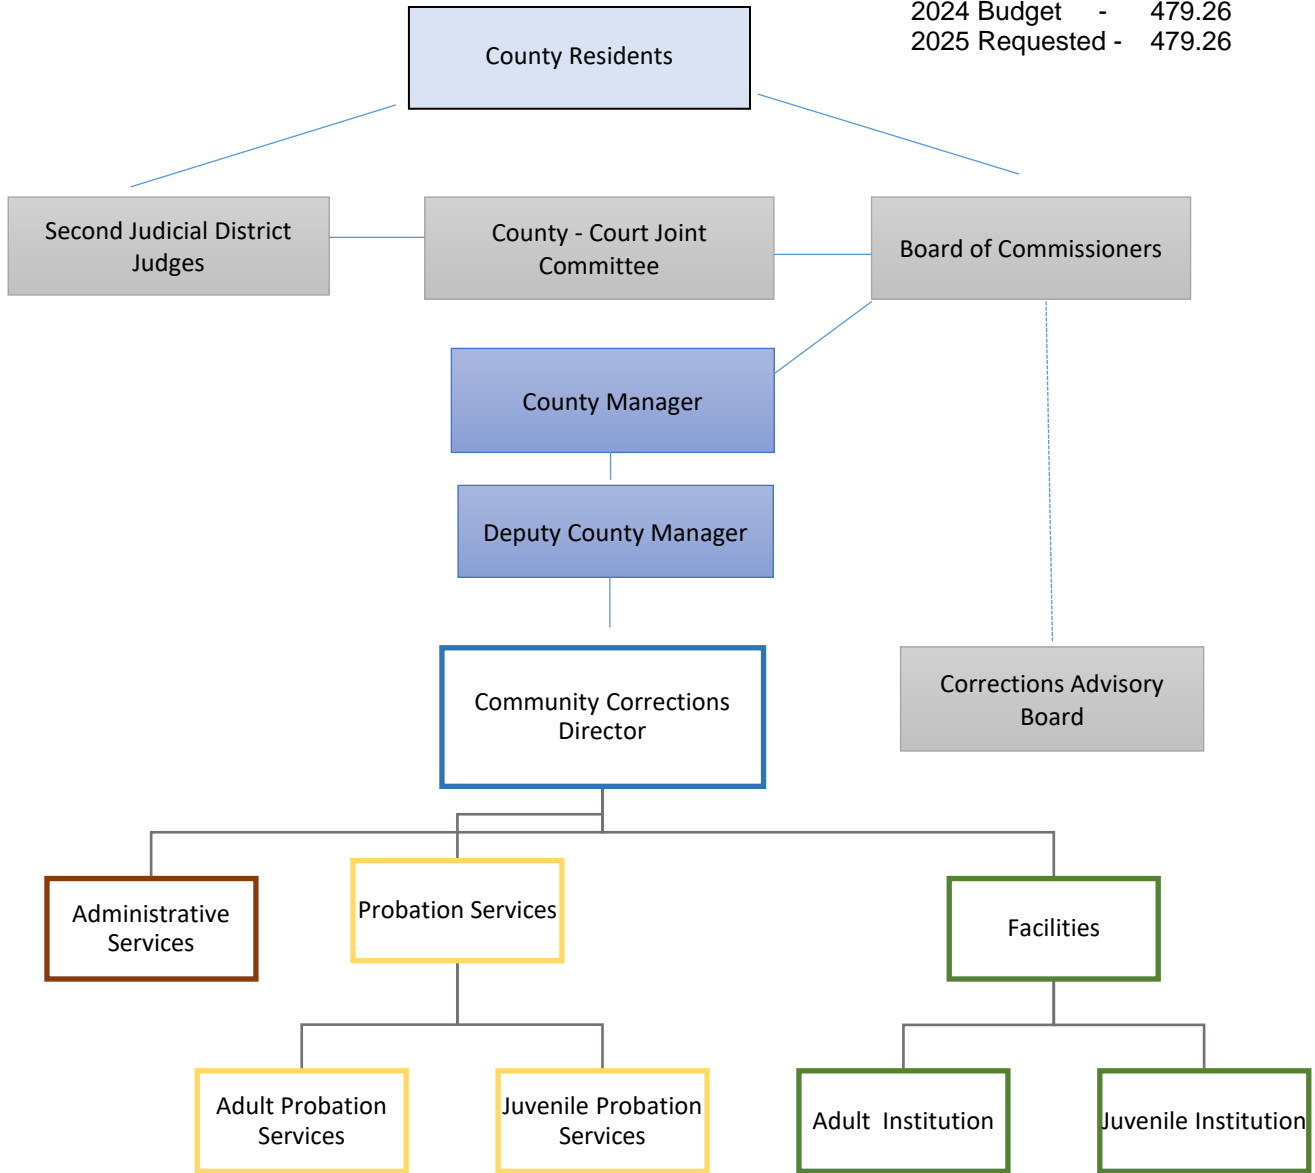 2024 Budget - 479.26
2025 Requested - 479.26
County Residents
Second Judicial District
Judges
County - Court Joint
Committee
Board of Commissioners
County Manager
Deputy County Manager
Community Corrections
Director
Corrections Advisory
Board
Administrative
Services
Probation Services
Facilities
Adult Probation
Services
Juvenile Probation
Services
Adult Institution
Juvenile Institution